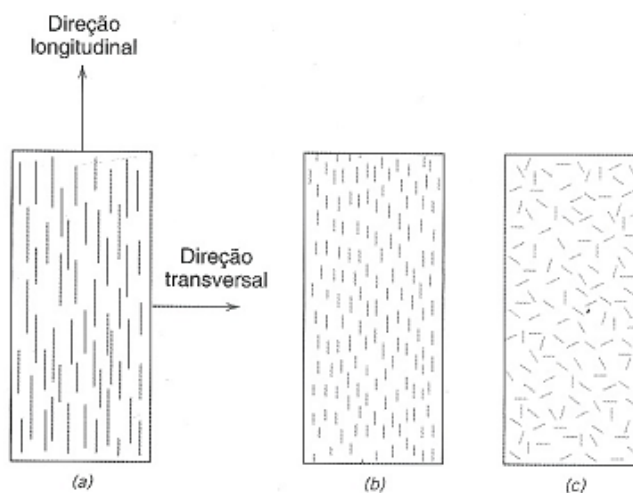 Direção
longitudinal
Direção
transversal
(a)
(b)
(c)